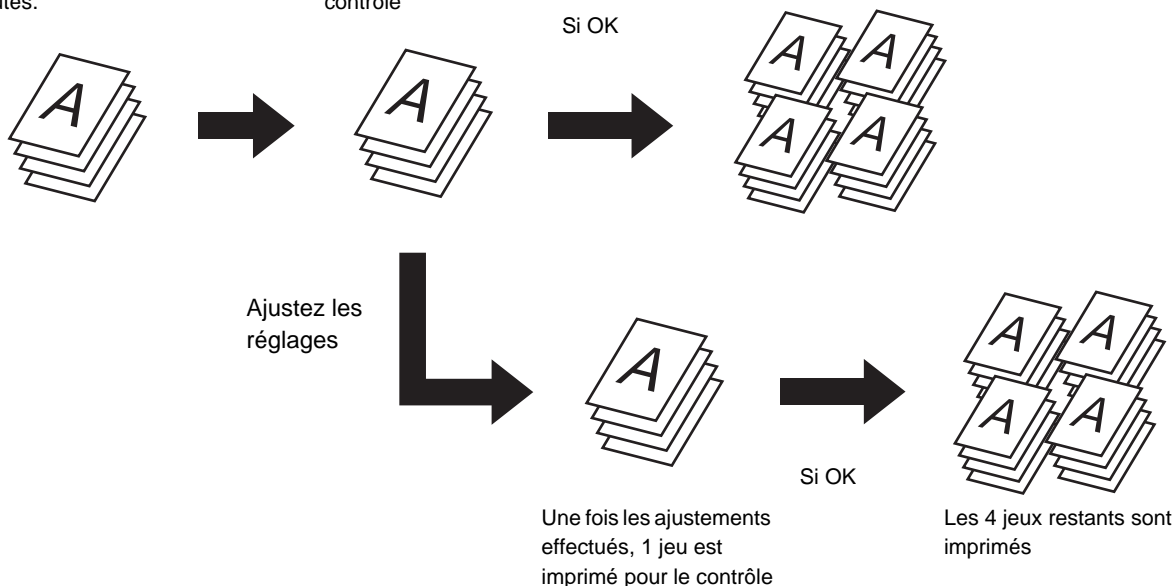 contrôle
Si OK
A
A
A
A
A
A
Ajustez les
réglages
A
A
A
A
A
Si OK
Une fois les ajustements
effectués, 1 jeu est
imprimé pour le contrôle
Les 4 jeux restants sont
imprimés